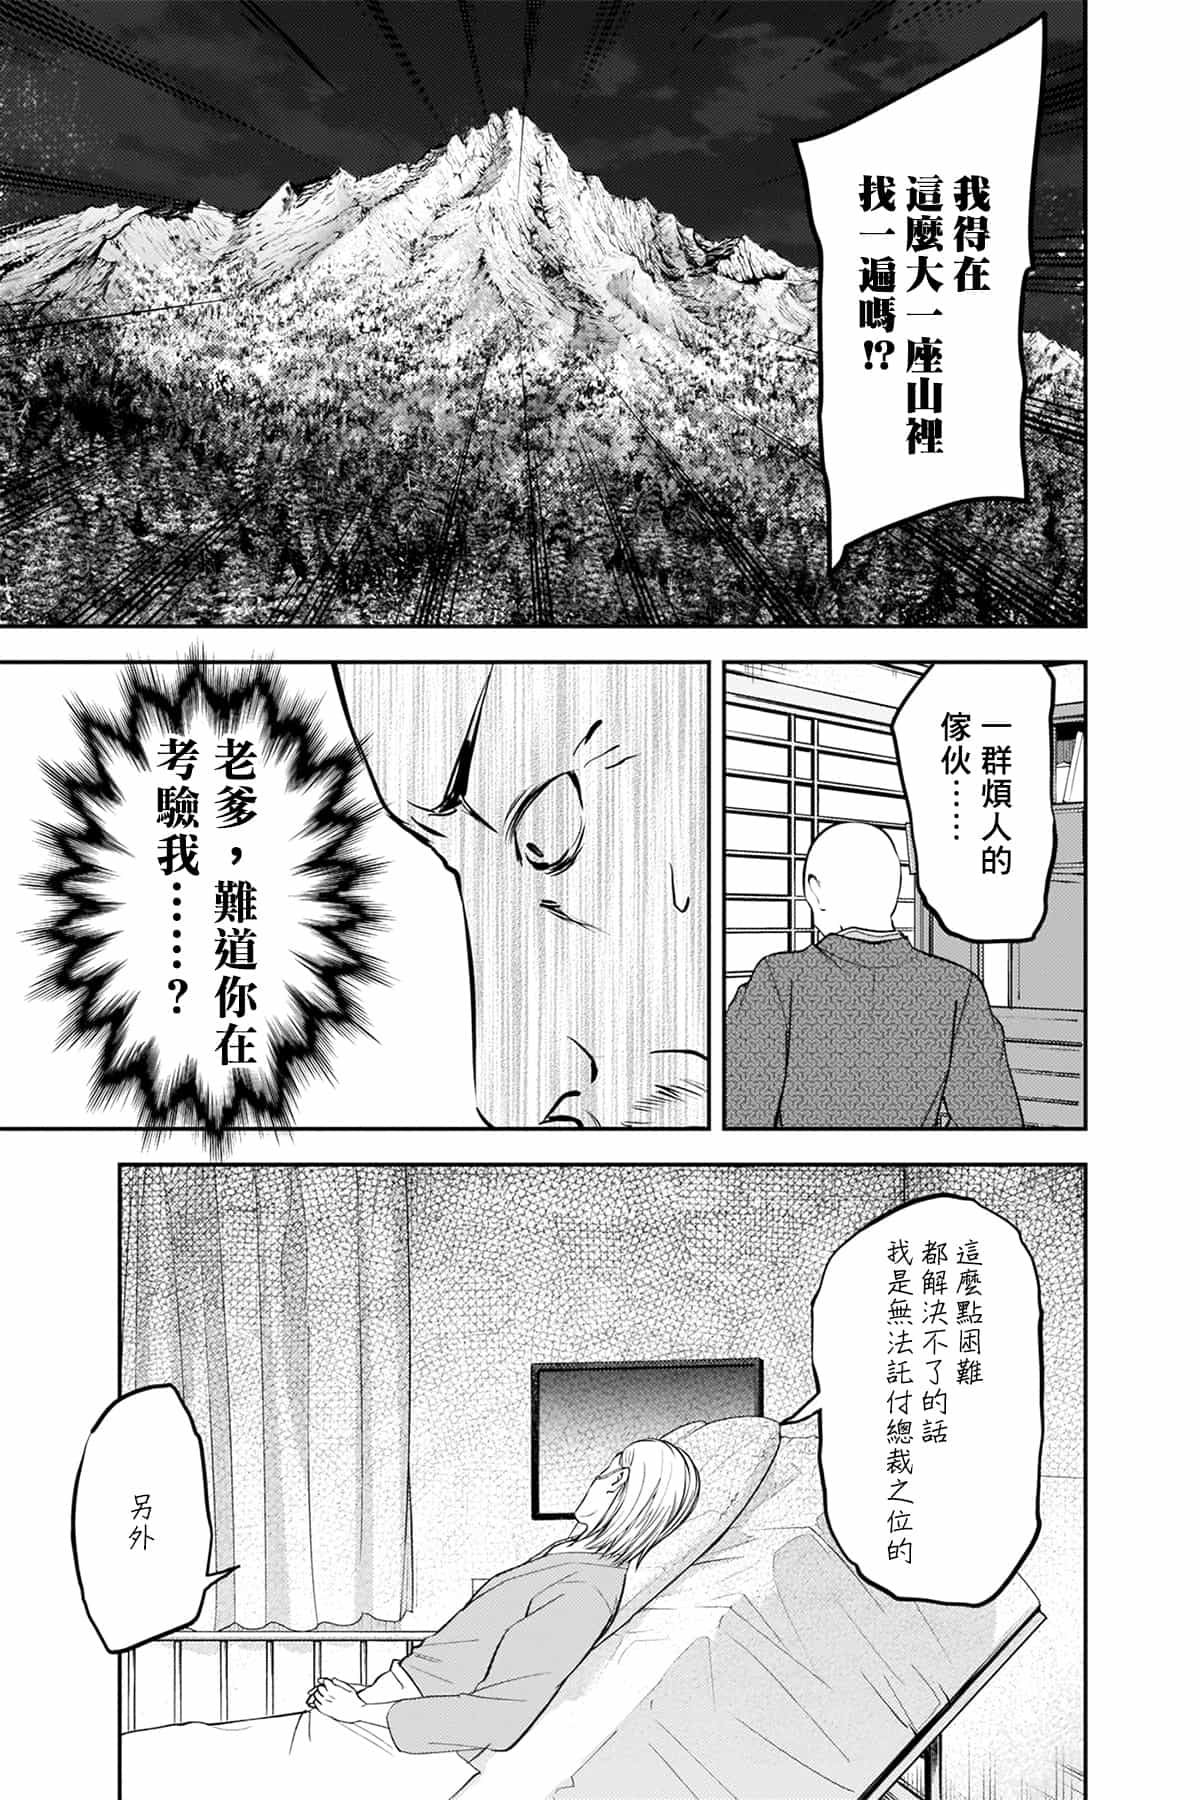 我得在
這麼大一座山裡
找一遍嗎!?
一群煩人的
傢伙……
老爹，難道你在
考驗我……？
這麼點困難
都解決不了的話
我是無法託付總裁之位的
另外